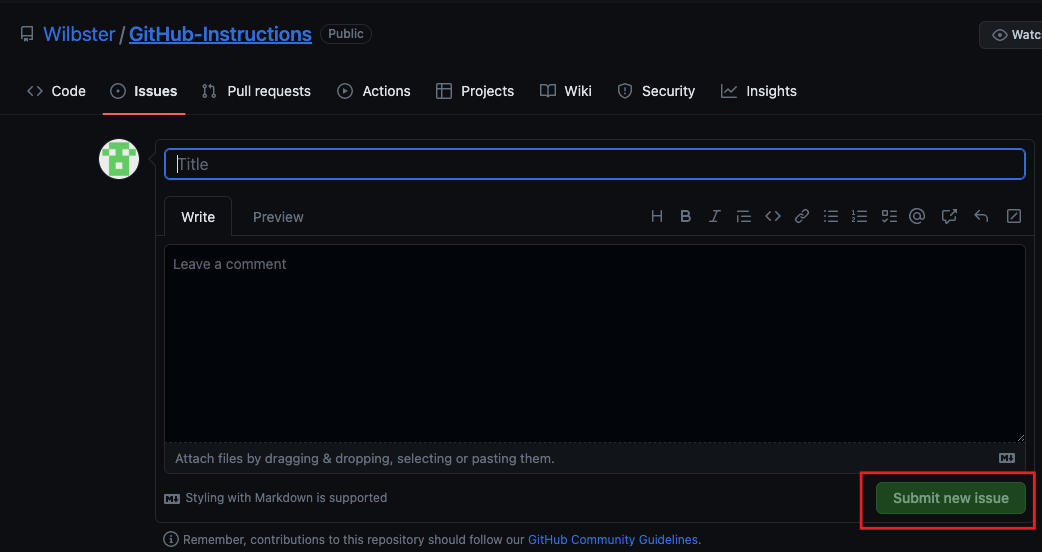 Wilbster / GitHub-Instructions Public
Watc
Code Issues Pull requests Actions Projects Wiki Security Insights
Title
Write Preview H B I
Leave a comment
Attach files by dragging & dropping, selecting or pasting them.
Styling with Markdown is supported
Submit new issue
Remember, contributions to this repository should follow our GitHub Community Guidelines.